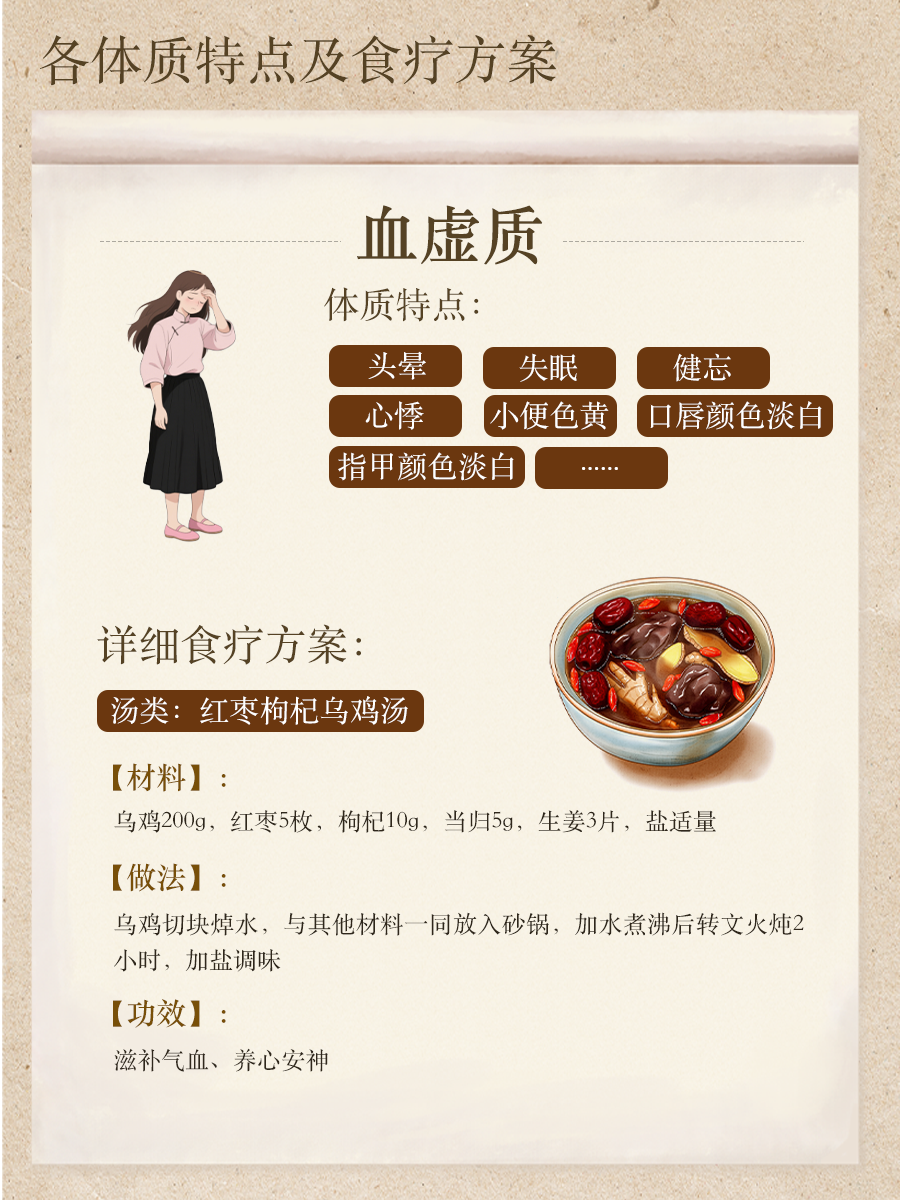 各体质特点及食疗方案
血虚质
体质特点：
头晕 失眠 健忘
心悸 小便色黄 口唇颜色淡白
指甲颜色淡白 ······
详细食疗方案：
汤类：红枣枸杞乌鸡汤
【材料】：
乌鸡200g，红枣5枚，枸杞10g，当归5g，生姜3片，盐适量
【做法】：
乌鸡切块焯水，与其他材料一同放入砂锅，加水煮沸后转文火炖2
小时，加盐调味
【功效】：
滋补气血、养心安神